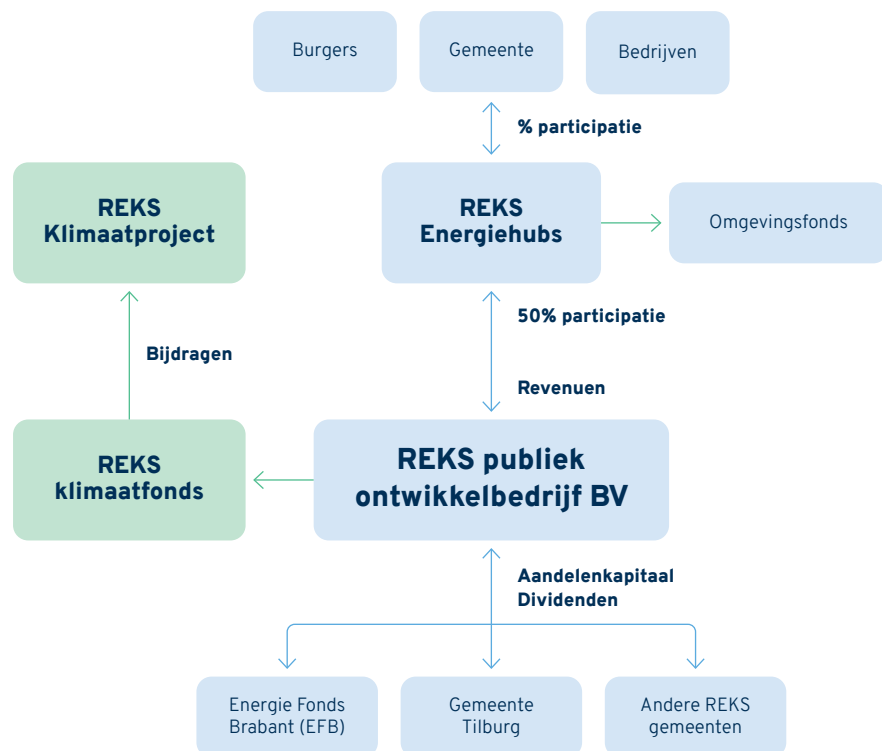 Burgers
Gemeente
Bedrijven
% participatie
REKS
Klimaatproject
REKS
Energiehubs
Omgevingsfonds
50% participatie
Bijdragen
Revenuen
REKS
klimaatfonds
REKS publiek
ontwikkelbedrijf BV
Aandelenkapitaal
Dividenden
Energie Fonds
Brabant (EFB)
Gemeente
Tilburg
Andere REKS
gemeenten